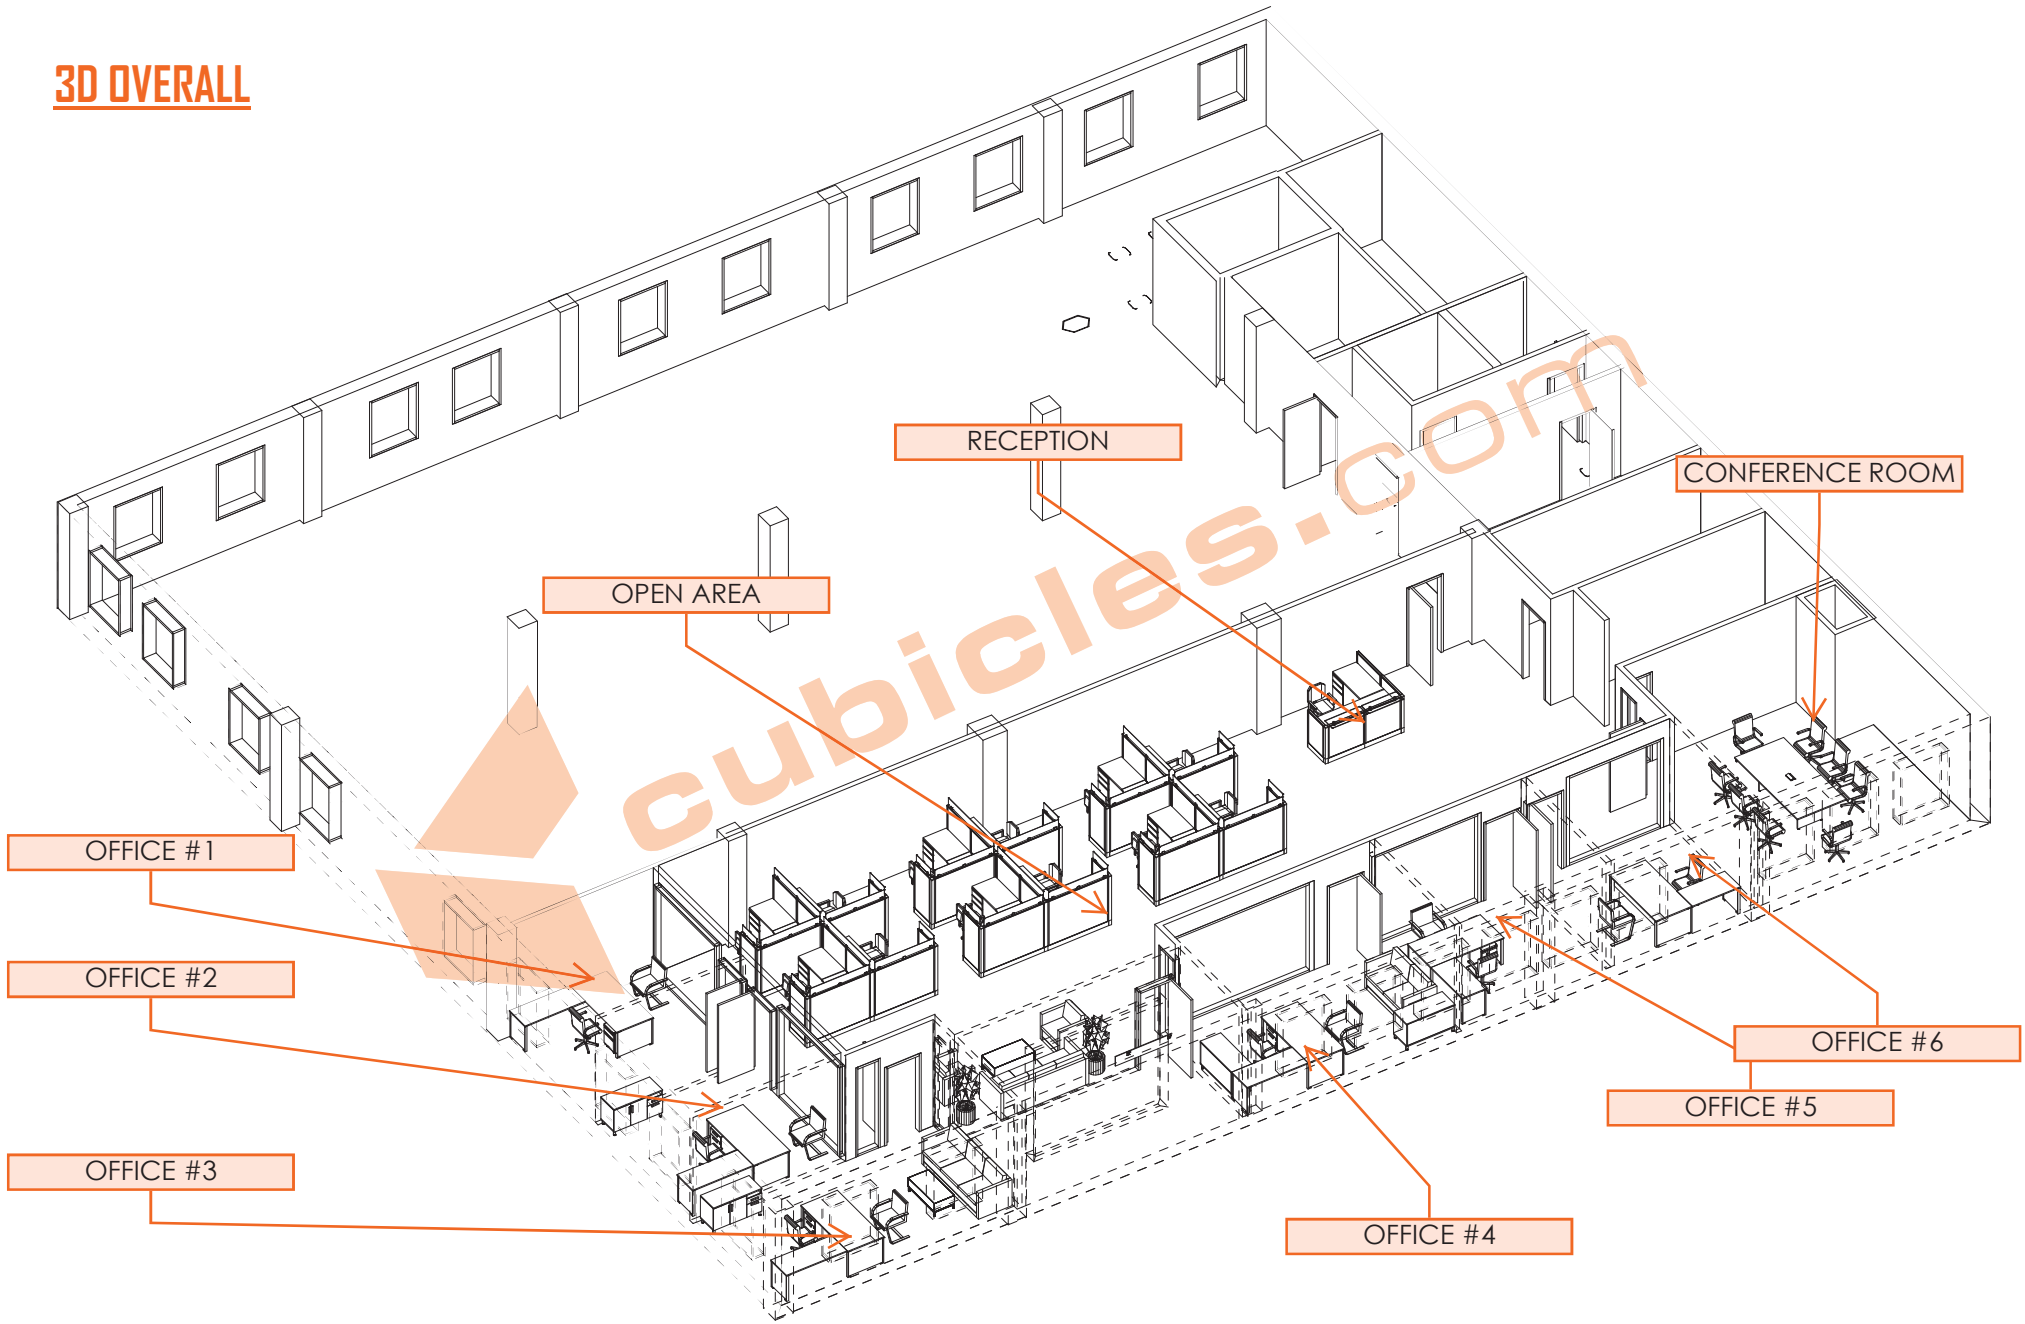 3D OVERALL
RECEPTION
CONFERENCE ROOM
OPEN AREA
cubicles.com
OFFICE #1
OFFICE #2
OFFICE #6
OFFICE #5
OFFICE #3
OFFICE #4